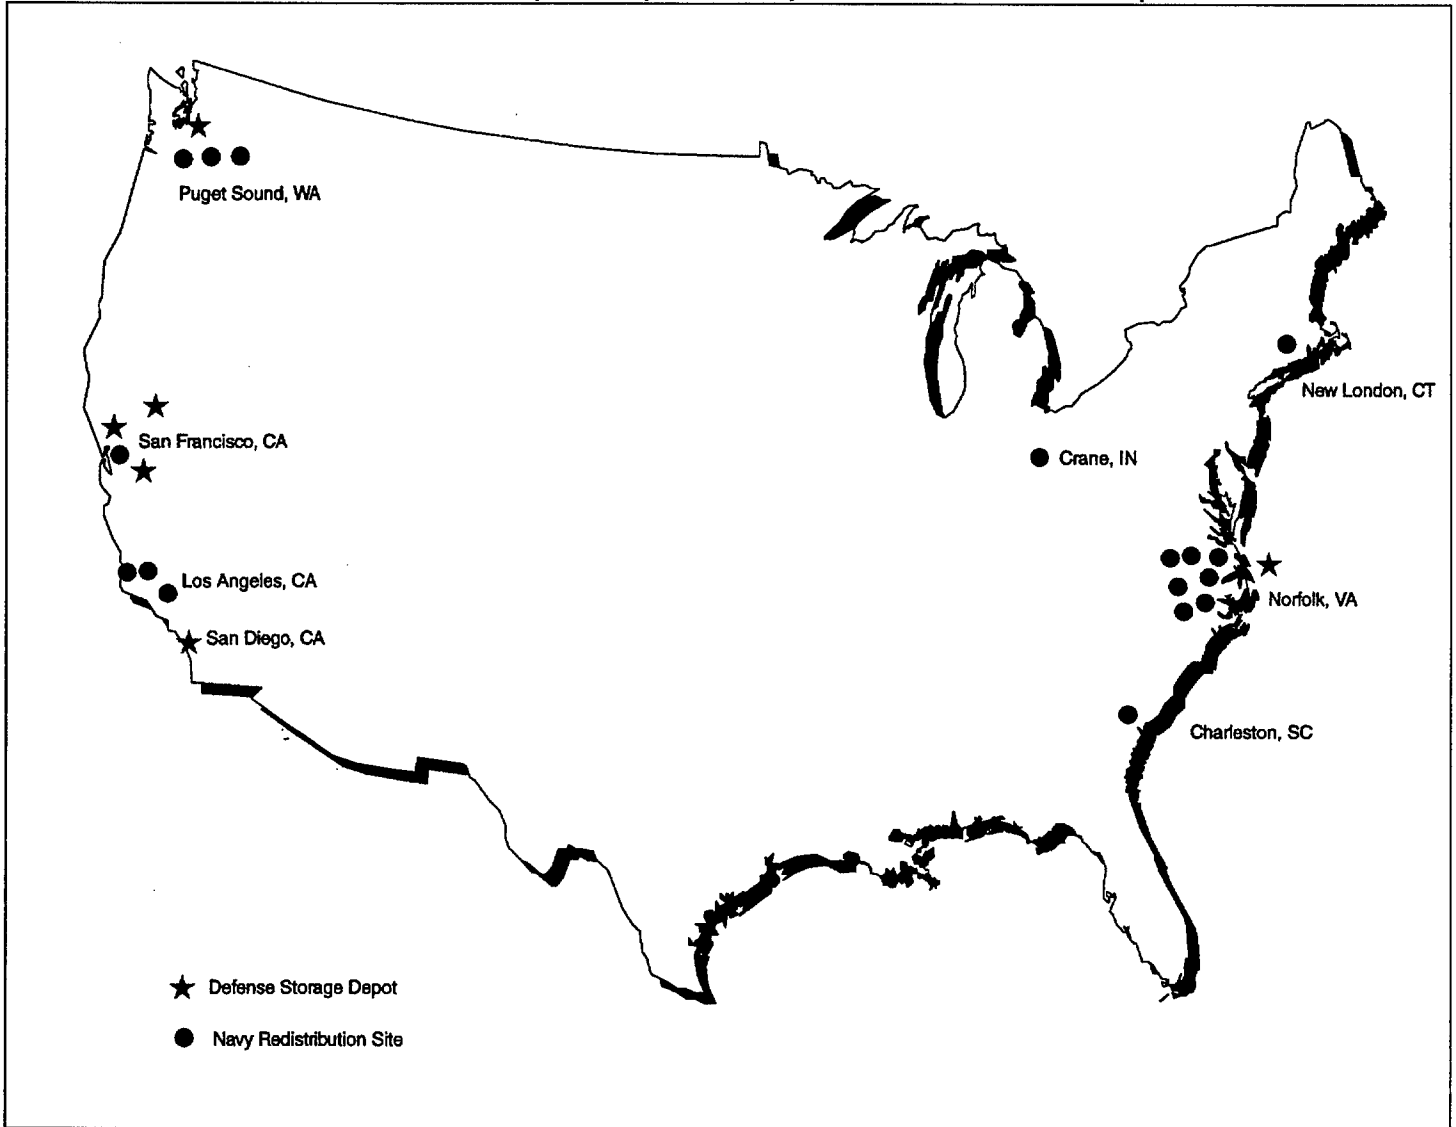 Puget Sound, WA
New London, CT
San Francisco, CA
Crane, IN
Los Angeles, CA
Norfolk, VA
San Diego, CA
Charleston, SC
Defense Storage Depot
Navy Redistribution Site